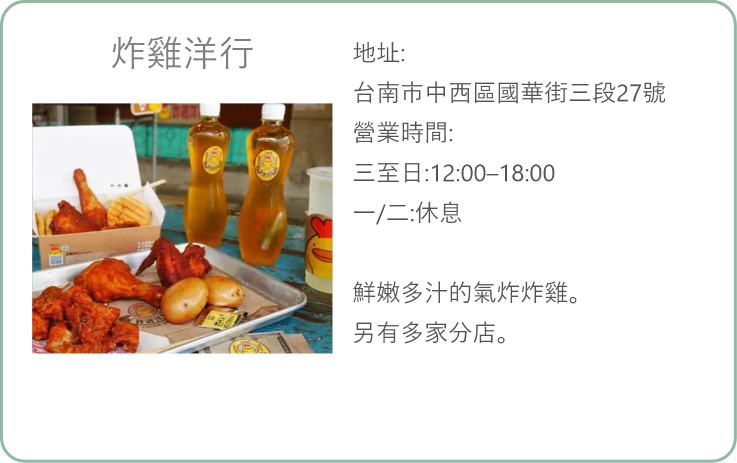 炸雞洋行
地址:
台南市中西區國華街三段27號
營業時間:
三至日:12:00–18:00
一/二:休息
鮮嫩多汁的氣炸炸雞。
另有多家分店。